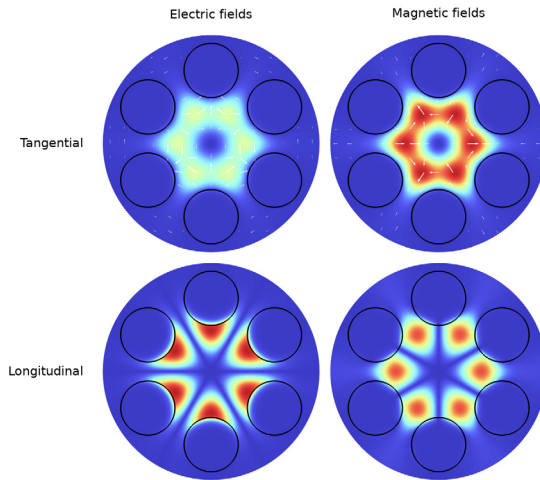 Electric fields
Magnetic fields
Tangential
Longitudinal